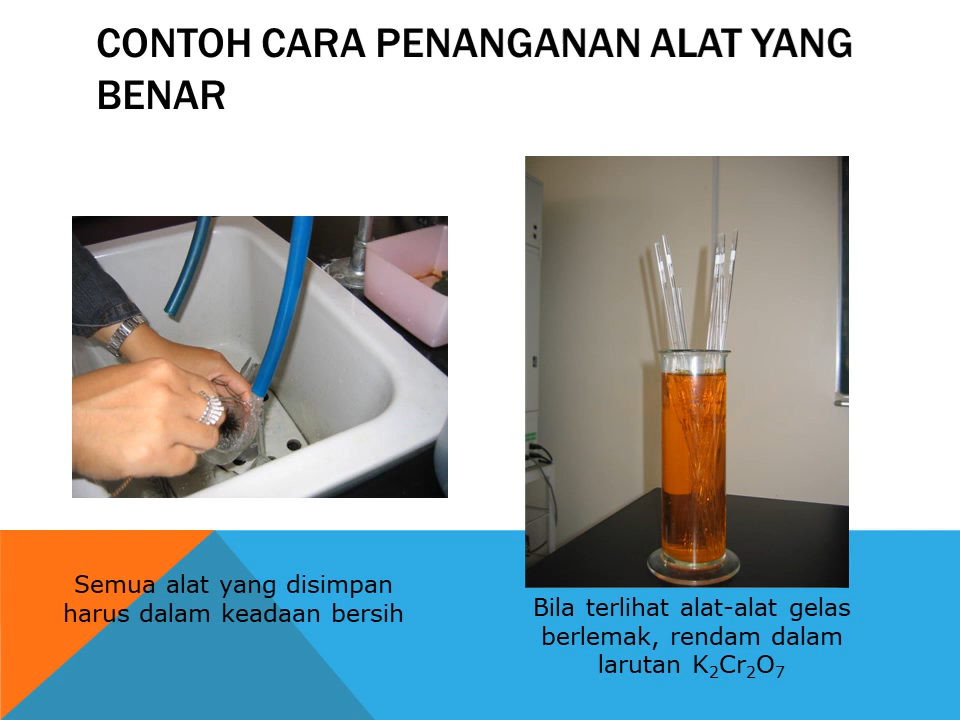 CONTOH CARA PENANGANAN ALAT YANG
BENAR
Semua alat yang disimpan
harus dalam keadaan bersih
Bila terlihat alat-alat gelas
berlemak, rendam dalam
larutan K₂Cr₂O₇